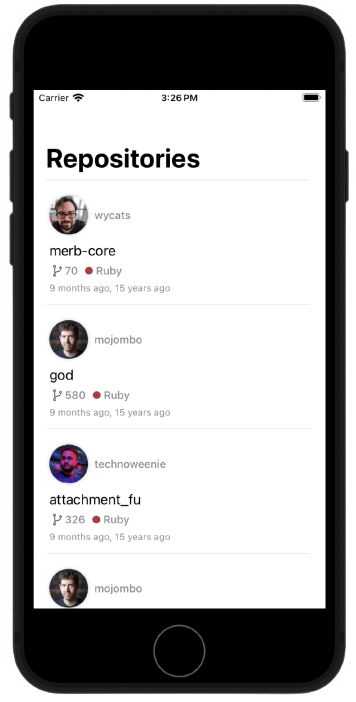 Carrier 3:26 PM
Repositories
wycats
merb-core
70 Ruby
9 months ago, 15 years ago
mojombo
god
580 Ruby
9 months ago, 15 years ago
technoweenie
attachment_fu
326 Ruby
9 months ago, 15 years ago
mojombo